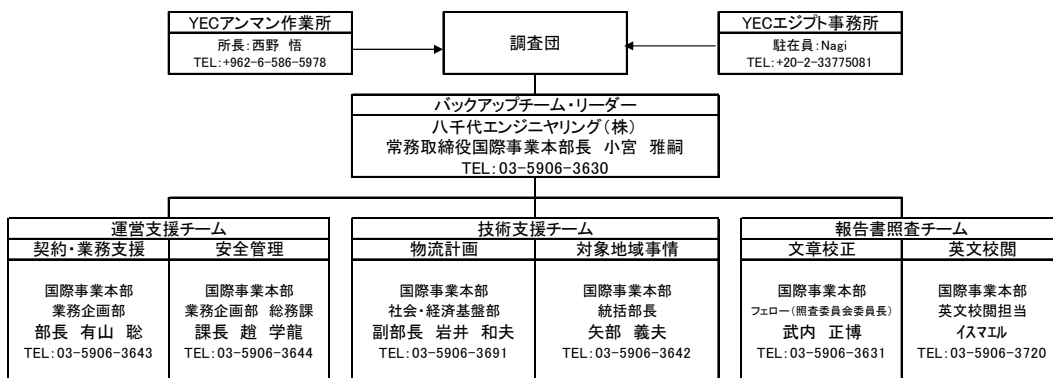 YECアンマン作業所
所長:西野 悟
TEL:+962-6-586-5978
調査団
YECエジプト事務所
駐在員:Nagi
TEL:+20-2-33775081
バックアップチーム・リーダー
八千代エンジニヤリング(株)
常務取締役国際事業本部長 小宮 雅嗣
TEL:03-5906-3630
運営支援チーム
契約・業務支援
国際事業本部
業務企画部
部長 有山 聡
TEL:03-5906-3643
安全管理
国際事業本部
業務企画部 総務課
課長 趙 学龍
TEL:03-5906-3644
技術支援チーム
物流計画
国際事業本部
社会・経済基盤部
副部長 岩井 和夫
TEL:03-5906-3691
対象地域事情
国際事業本部
統括部長
矢部 義夫
TEL:03-5906-3642
報告書照査チーム
文章校正
国際事業本部
フェロー(照査委員会委員長)
武内 正博
TEL:03-5906-3631
英文校閲
国際事業本部
英文校閲担当
イスマエル
TEL:03-5906-3720